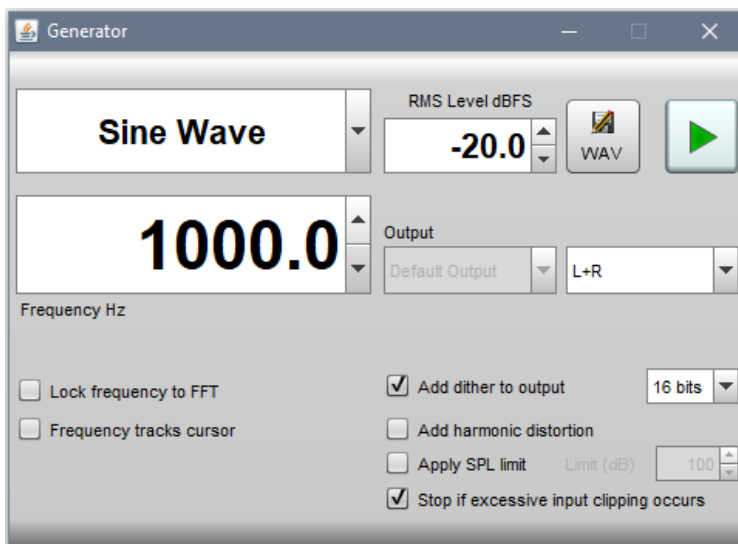 Generator
RMS Level dBFS
Sine Wave
-20.0
WAV
1000.0
Output
Default Output
L+R
Frequency Hz
Lock frequency to FFT
Add dither to output
16 bits
Frequency tracks cursor
Add harmonic distortion
Apply SPL limit
Limit (dB)
100
Stop if excessive input clipping occurs